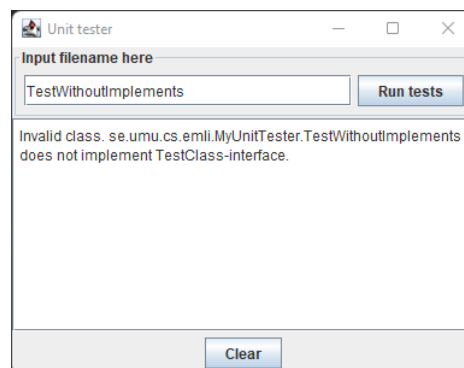 Unit tester
Input filename here
TestWithoutImplements
Run tests
Invalid class. se.umu.cs.emli.MyUnitTester.TestWithoutImplements
does not implement TestClass-interface.
Clear